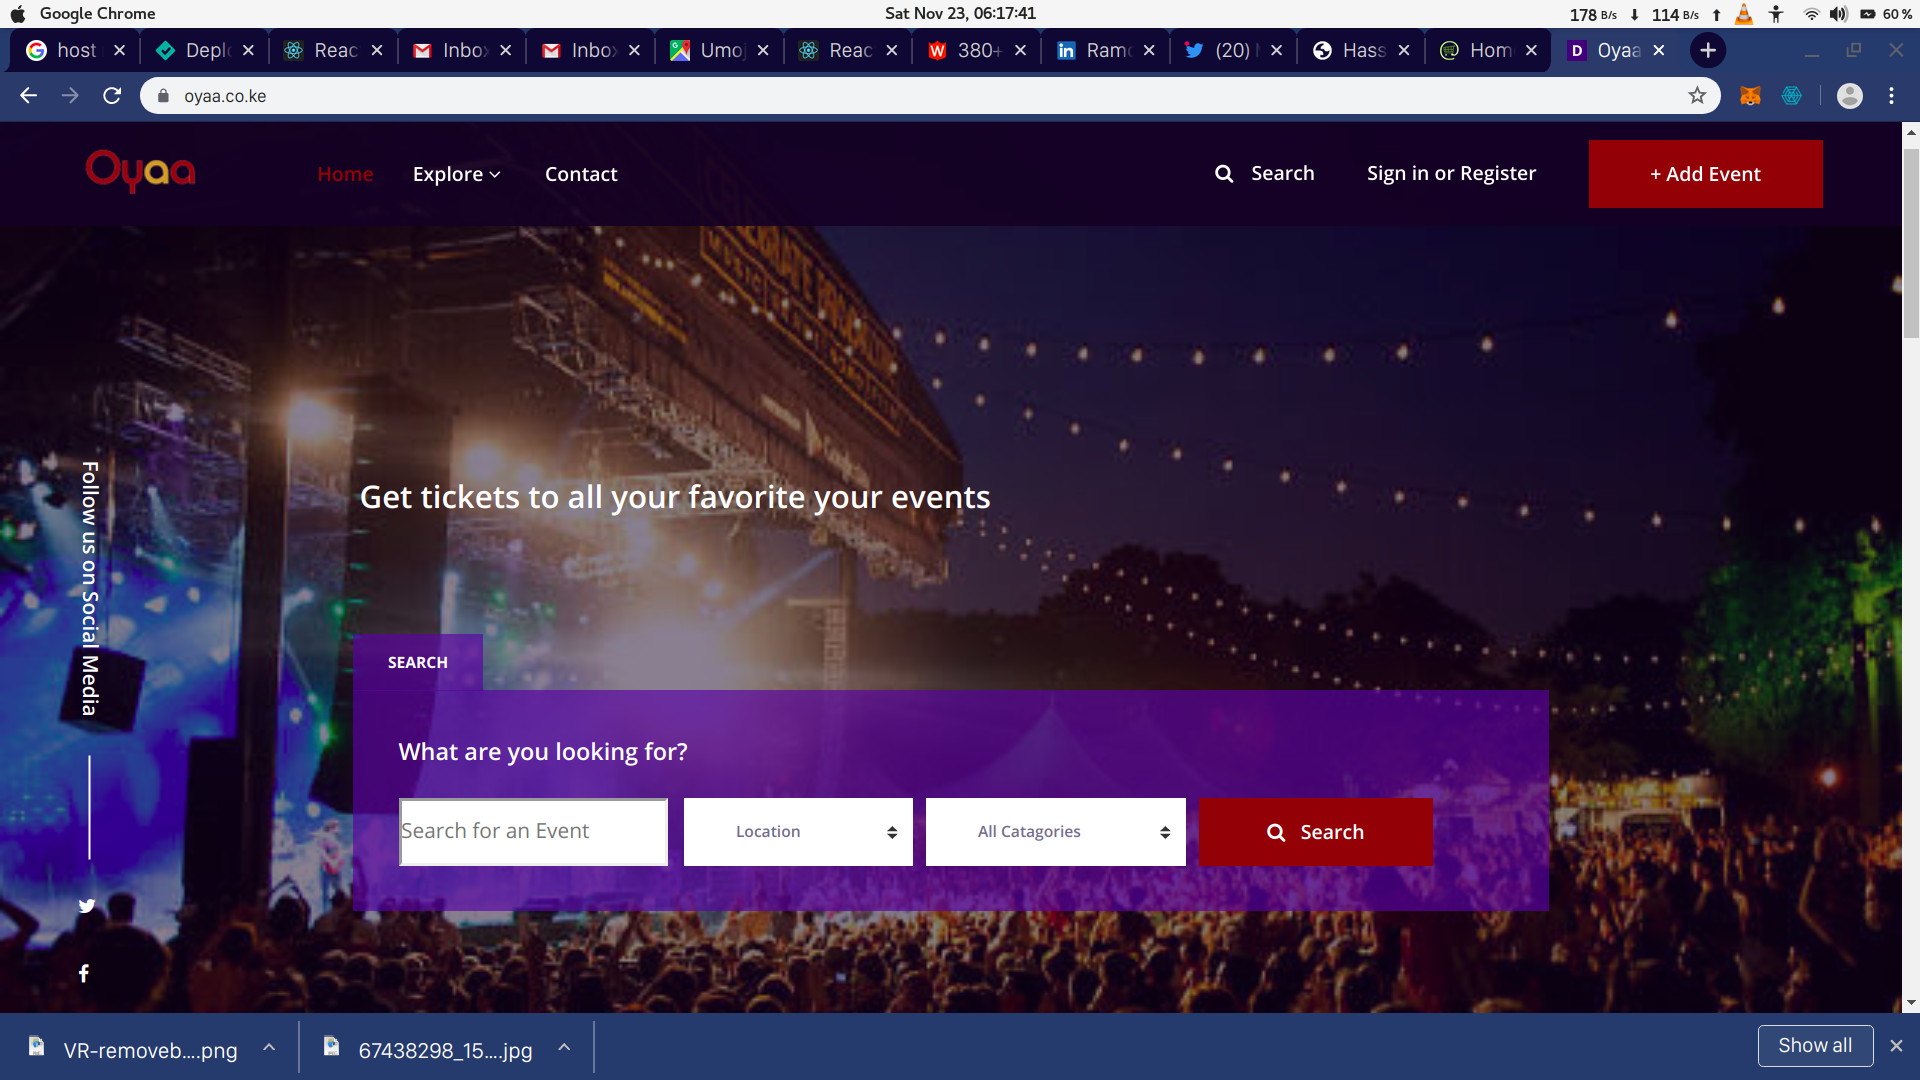 Google Chrome
Sat Nov 23, 06:17:41
178 B/s ↓ 114 B/s ↑ 60 %
host
Depl
Reac
Inbo
Inbo
Umoj
Reac
380+
in Ramo
(20)
Hass
Hom
D Oyaa
oyaa.co.ke
Oyaa
Home
Explore
Contact
Search
Sign in or Register
+ Add Event
Get tickets to all your favorite your events
Follow us on Social Media
SEARCH
What are you looking for?
Search for an Event
Location
All Catagories
Search
VR-removeb....png
67438298_15....jpg
Show all